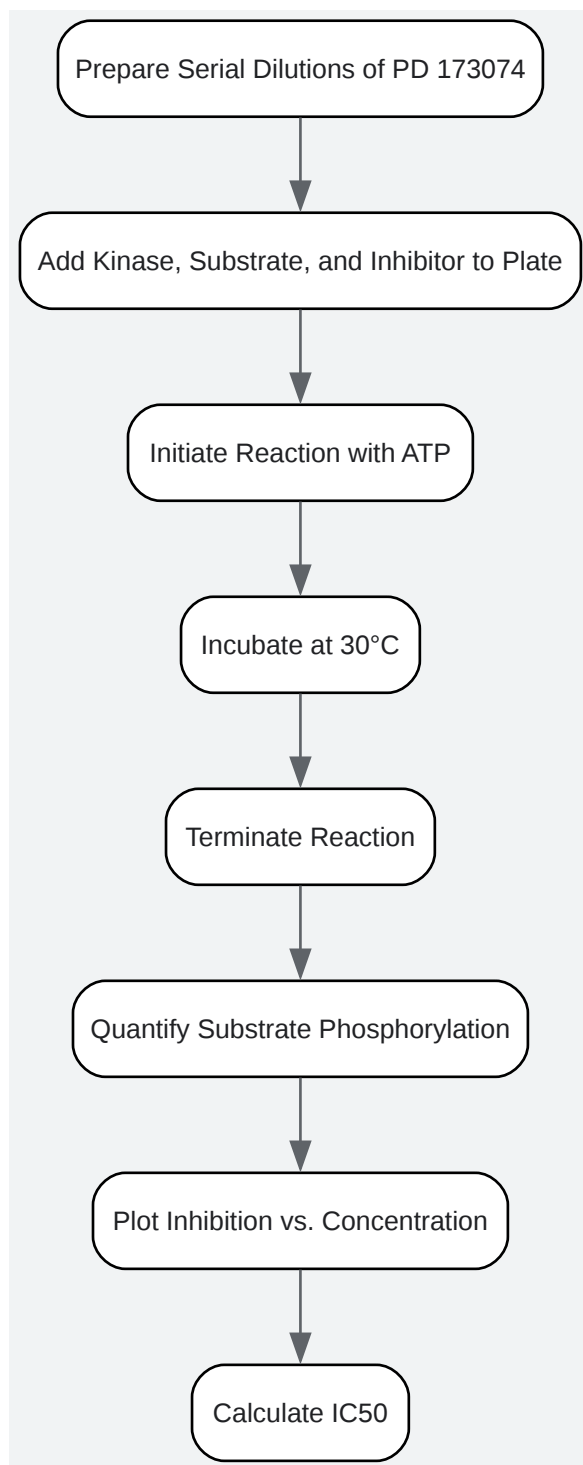 Prepare Serial Dilutions of PD 173074
Add Kinase, Substrate, and Inhibitor to Plate
Initiate Reaction with ATP
Incubate at 30°C
Terminate Reaction
Quantify Substrate Phosphorylation
Plot Inhibition vs. Concentration
Calculate IC50